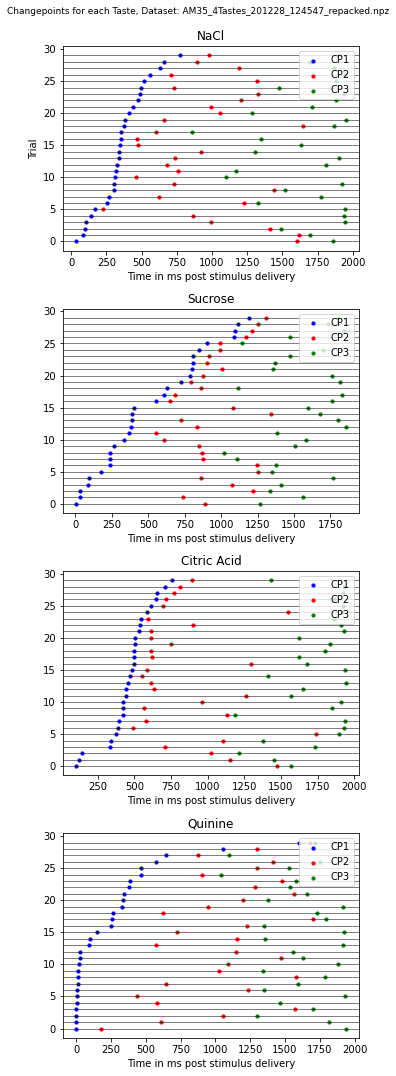 Changepoints for each Taste, Dataset: AM35_4Tastes_201228_124547_repacked.npz
NaCl
30
25
20
15
10
5
0
Trial
CP1
CP2
CP3
0 250 500 750 1000 1250 1500 1750 2000
Time in ms post stimulus delivery
Sucrose
30
25
20
15
10
5
0
CP1
CP2
CP3
0 250 500 750 1000 1250 1500 1750
Time in ms post stimulus delivery
Citric Acid
30
25
20
15
10
5
0
CP1
CP2
CP3
250 500 750 1000 1250 1500 1750 2000
Time in ms post stimulus delivery
Quinine
30
25
20
15
10
5
0
CP1
CP2
CP3
0 250 500 750 1000 1250 1500 1750 2000
Time in ms post stimulus delivery